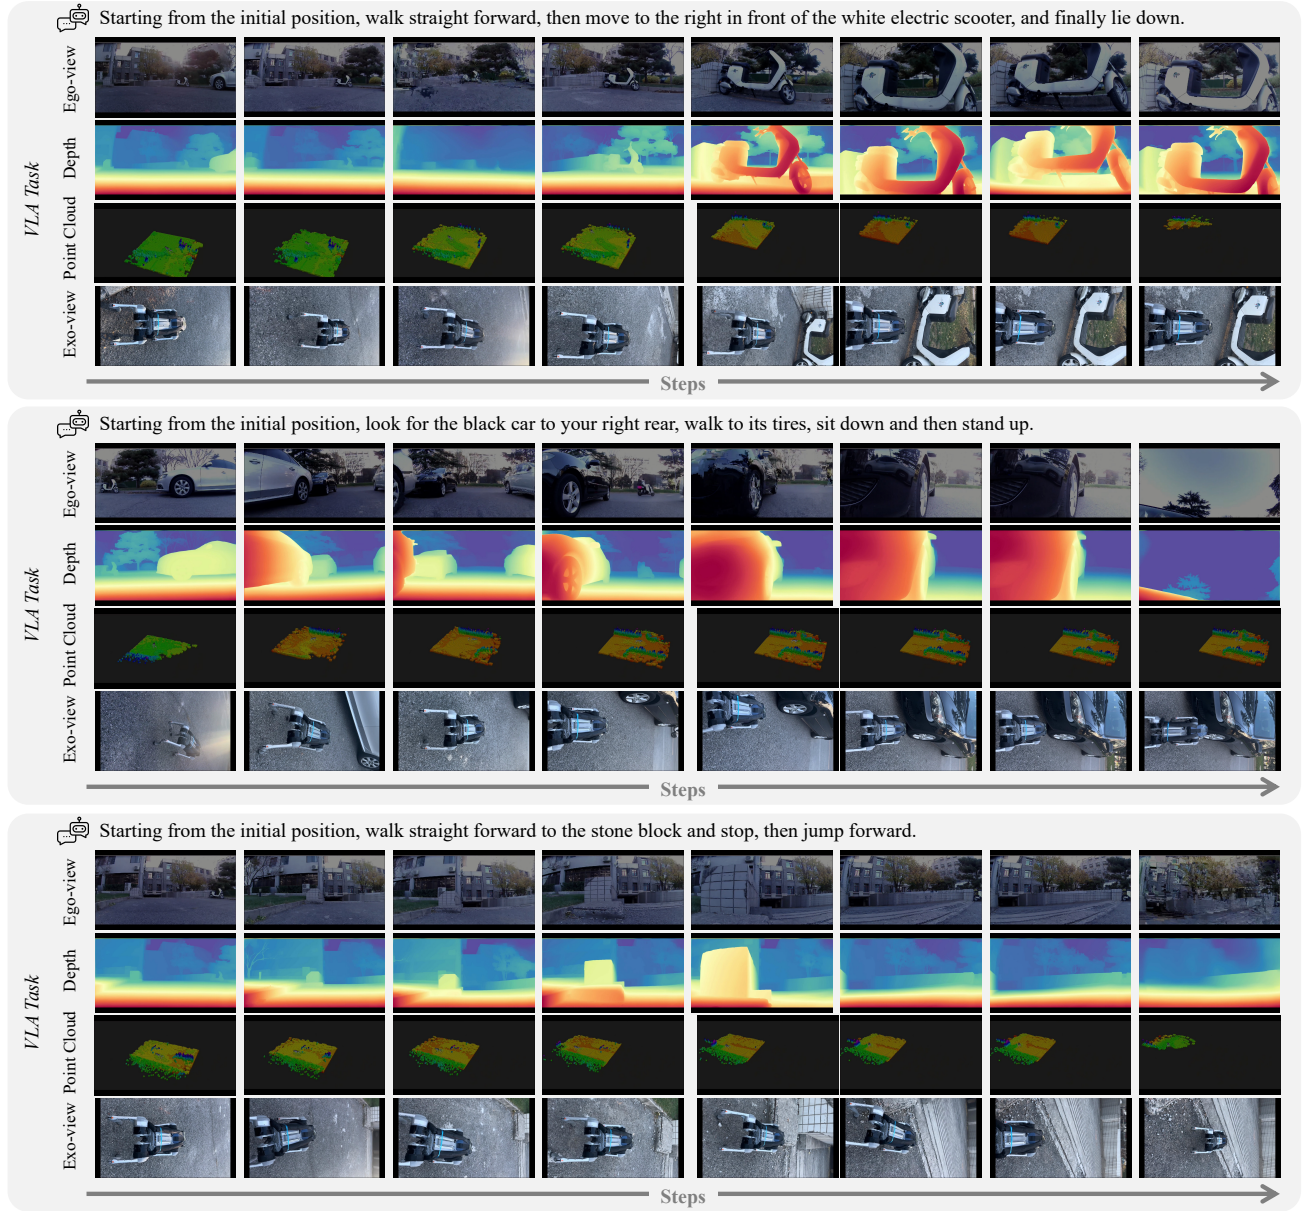 Starting from the initial position, walk straight forward, then move to the right in front of the white electric scooter, and finally lie down.
VLA Task
Ego-view
Depth
Point Cloud
Exo-view
Steps
Starting from the initial position, look for the black car to your right rear, walk to its tires, sit down and then stand up.
VLA Task
Ego-view
Depth
Point Cloud
Exo-view
Steps
Starting from the initial position, walk straight forward to the stone block and stop, then jump forward.
VLA Task
Ego-view
Depth
Point Cloud
Exo-view
Steps